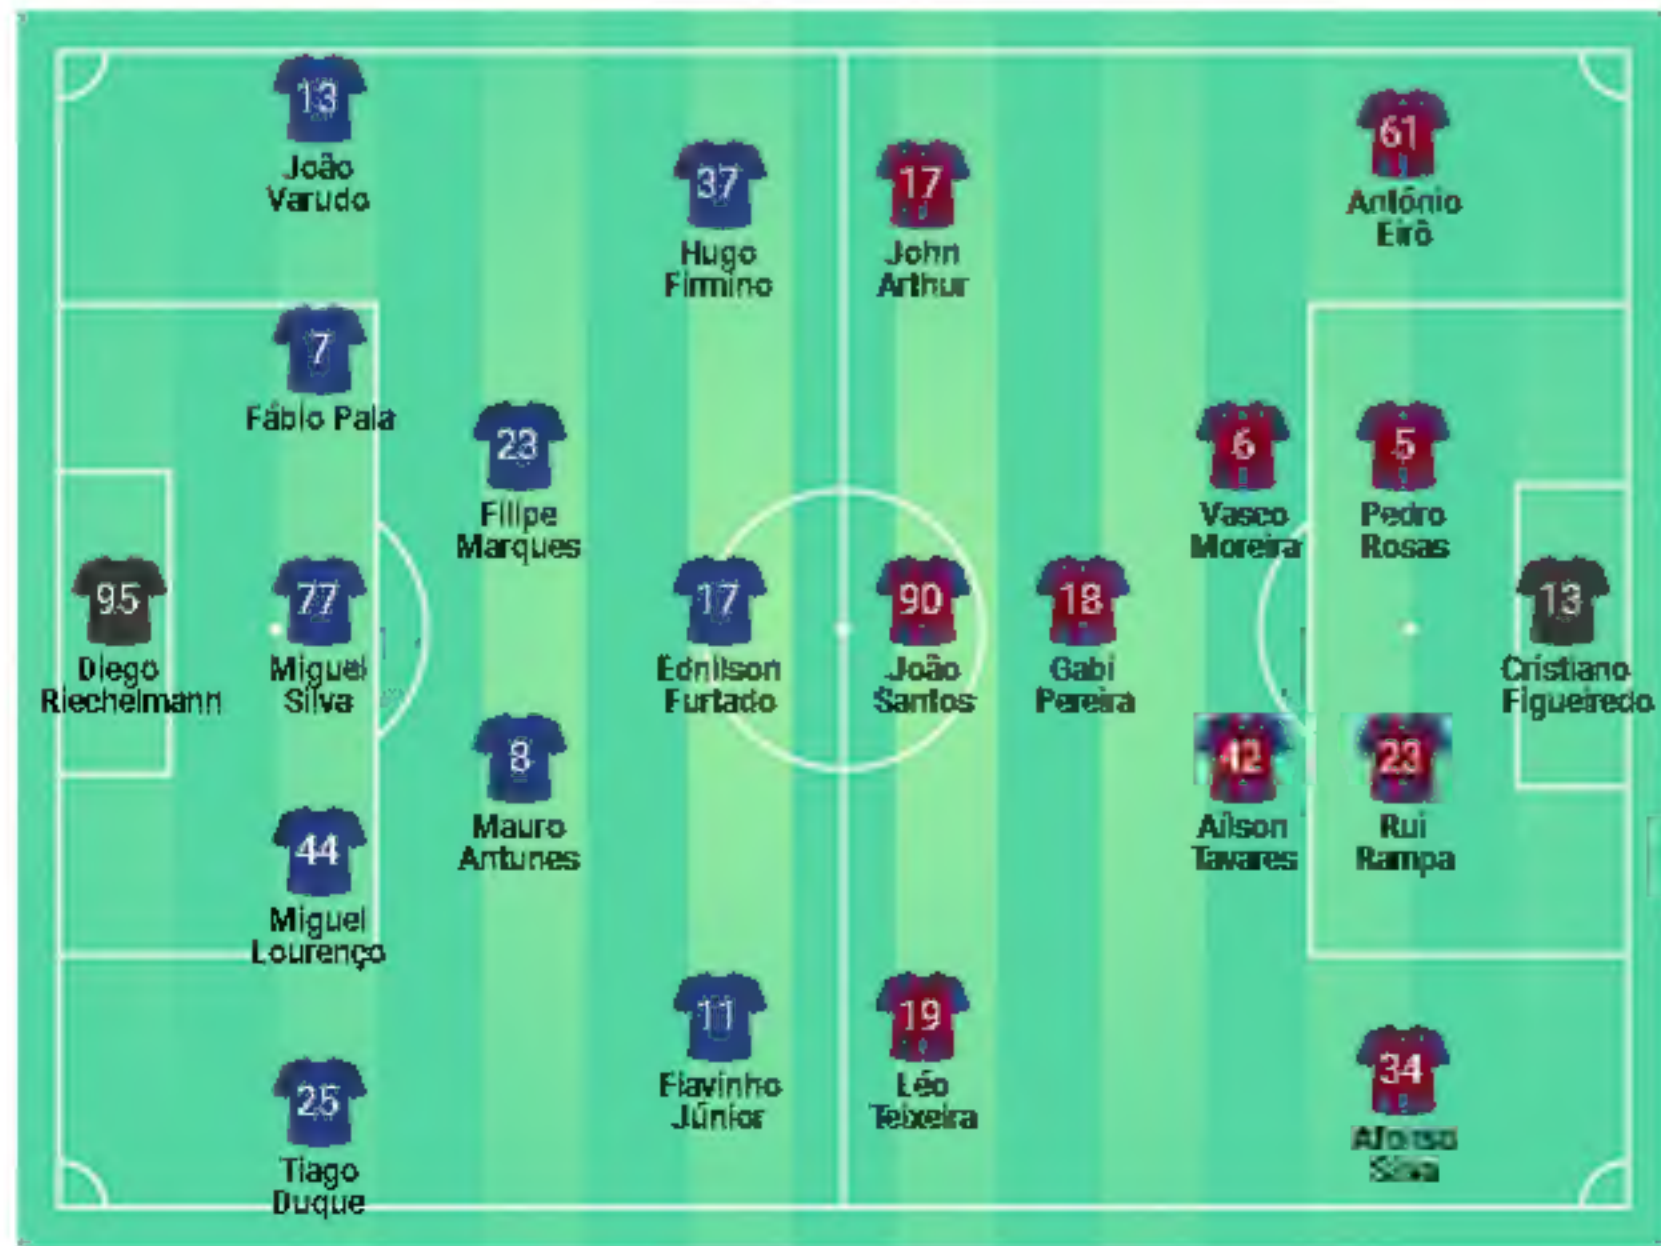 13
João
Varudo
7
Fábio Pala
95
Diego
Riechelmann
77
Miguel
Silva
44
Miguel
Lourenço
25
Tiago
Duque
23
Filipe
Marques
8
Mauro
Antunes
37
Hugo
Firmino
17
Ednilson
Furtado
11
Flavinho
Júnior
17
John
Arthur
90
João
Santos
19
Léo
Teixeira
18
Gabi
Pereira
6
Vasco
Moreira
42
Aílson
Tavares
61
António
Eirô
5
Pedro
Rosas
23
Rui
Rampa
34
Afonso
Silva
13
Cristiano
Figueiredo